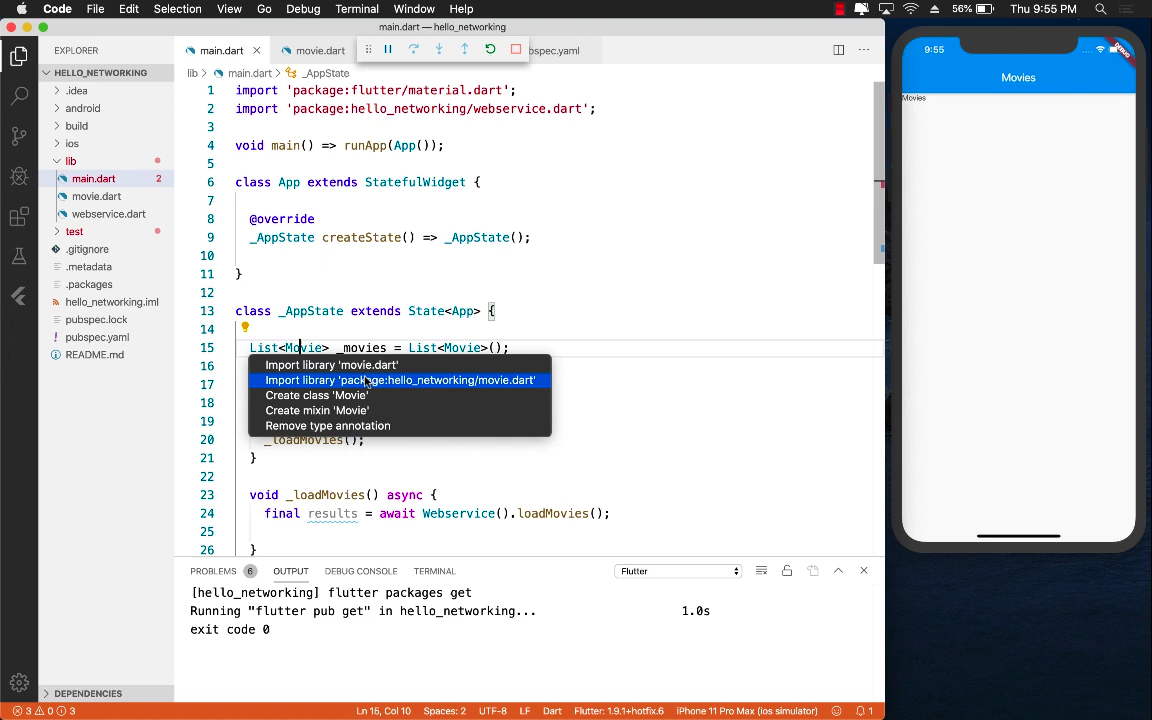 Code File Edit Selection View Go Debug Terminal Window Help 56% Thu 9:55 PM
main.dart — hello_networking
EXPLORER
main.dart
movie.dart
bspec.yaml
HELLO_NETWORKING
lib > main.dart > _AppState
.idea
android
build
ios
lib
main.dart 2
movie.dart
webservice.dart
test
.gitignore
.metadata
.packages
hello_networking.iml
pubspec.lock
pubspec.yaml
README.md
DEPENDENCIES
1 import 'package:flutter/material.dart';
2 import 'package:hello_networking/webservice.dart';
3
4 void main() => runApp(App());
5
6 class App extends StatefulWidget {
7
8 @override
9 _AppState createState() => _AppState();
10
11 }
12
13 class _AppState extends State<App> {
14
15 List<Movie> _movies = List<Movie>();
16
17
18
19
20 _loadMovies();
21 }
22
23 void _loadMovies() async {
24 final results = await Webservice().loadMovies();
25
26 }
Import library 'movie.dart'
Import library 'package:hello_networking/movie.dart'
Create class 'Movie'
Create mixin 'Movie'
Remove type annotation
PROBLEMS 6 OUTPUT DEBUG CONSOLE TERMINAL Flutter
[hello_networking] flutter packages get
Running "flutter pub get" in hello_networking... 1.0s
exit code 0
3 0 3 Ln 15, Col 10 Spaces: 2 UTF-8 LF Dart Flutter: 1.9.1+hotfix.6 iPhone 11 Pro Max (ios simulator) 1
9:55
DEBUG
Movies
Movies